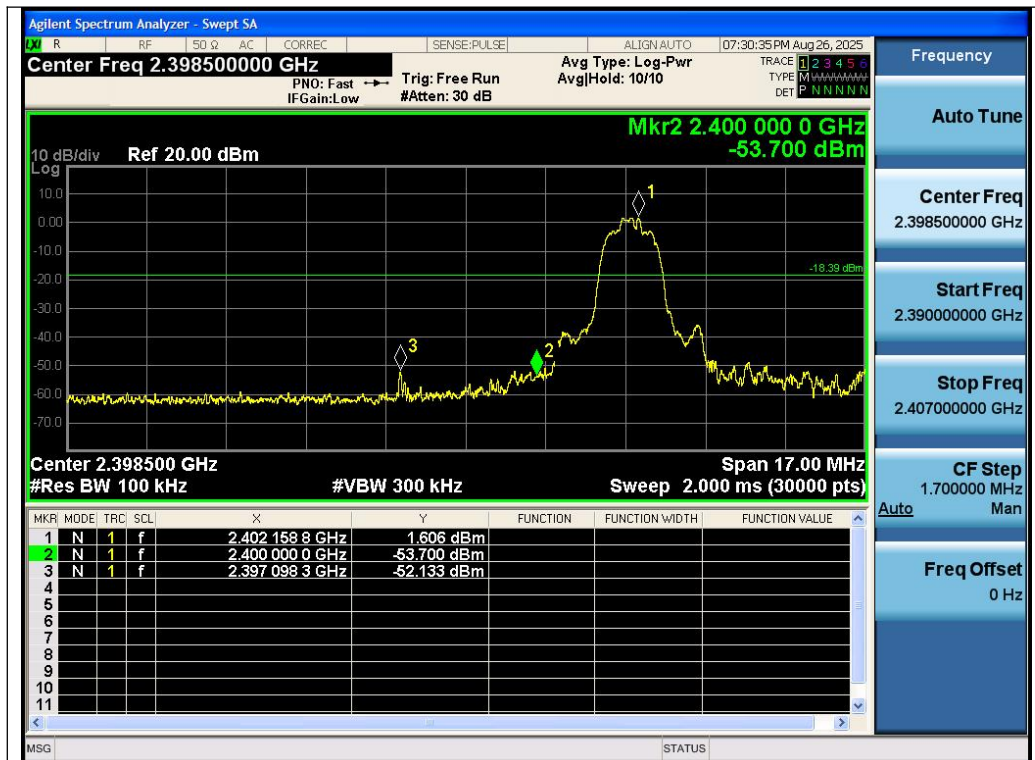 Agilent Spectrum Analyzer - Swept SA
LXI R RF 50 Ω AC CORREC SENSE:PULSE ALIGN AUTO 07:30:35 PM Aug 26, 2025
Center Freq 2.398500000 GHz
PNO: Fast
IFGain:Low
Trig: Free Run
#Atten: 30 dB
Avg Type: Log-Pwr
Avg|Hold: 10/10
TRACE 1 2 3 4 5 6
TYPE M WWWWW
DET P N N N N N
Mkr2 2.400 000 0 GHz
-53.700 dBm
10 dB/div Ref 20.00 dBm
Log
10.0
0.00
-10.0
-20.0
-30.0
-40.0
-50.0
-60.0
-70.0
1
2
3
-18.39 dBm
Center 2.398500 GHz Span 17.00 MHz
#Res BW 100 kHz #VBW 300 kHz Sweep 2.000 ms (30000 pts)
MKR MODE TRC SCL X Y FUNCTION FUNCTION WIDTH FUNCTION VALUE
1 N 1 f 2.402 158 8 GHz 1.606 dBm
2 N 1 f 2.400 000 0 GHz -53.700 dBm
3 N 1 f 2.397 098 3 GHz -52.133 dBm
4
5
6
7
8
9
10
11
MSG STATUS
Frequency
Auto Tune
Center Freq
2.398500000 GHz
Start Freq
2.390000000 GHz
Stop Freq
2.407000000 GHz
CF Step
1.700000 MHz
Auto Man
Freq Offset
0 Hz